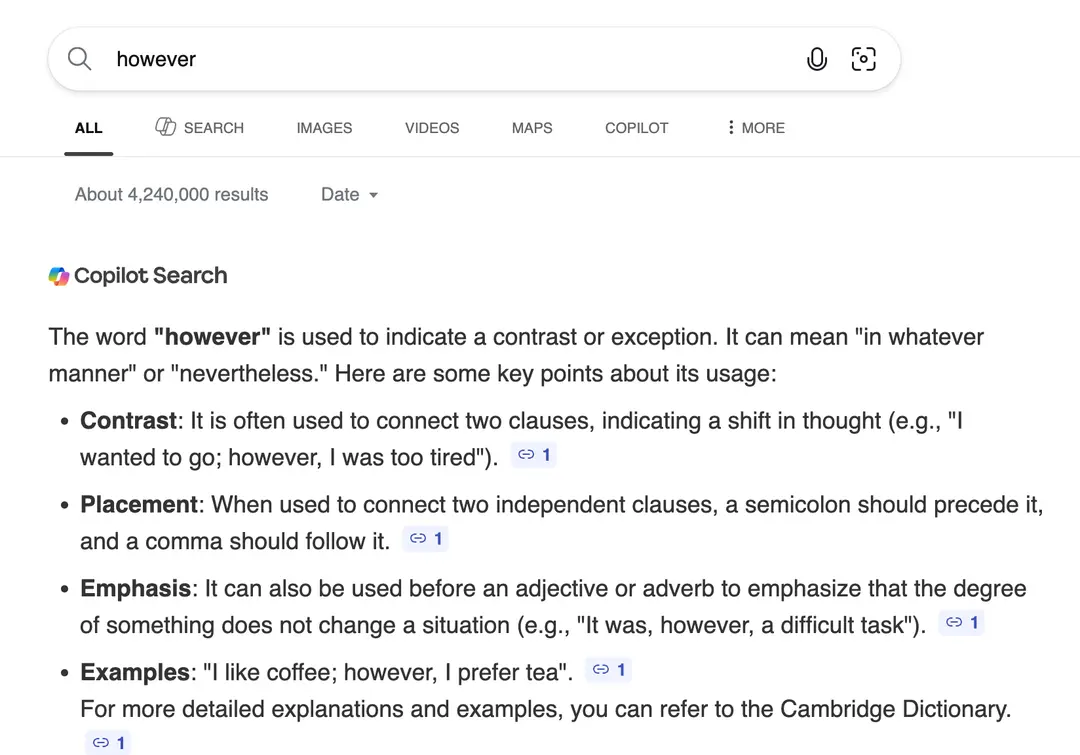 however
ALL SEARCH IMAGES VIDEOS MAPS COPILOT MORE
About 4,240,000 results Date
Copilot Search
The word "however" is used to indicate a contrast or exception. It can mean "in whatever
manner" or "nevertheless." Here are some key points about its usage:
• Contrast: It is often used to connect two clauses, indicating a shift in thought (e.g., "I
wanted to go; however, I was too tired"). 1
• Placement: When used to connect two independent clauses, a semicolon should precede it,
and a comma should follow it. 1
• Emphasis: It can also be used before an adjective or adverb to emphasize that the degree
of something does not change a situation (e.g., "It was, however, a difficult task"). 1
• Examples: "I like coffee; however, I prefer tea". 1
For more detailed explanations and examples, you can refer to the Cambridge Dictionary.
1